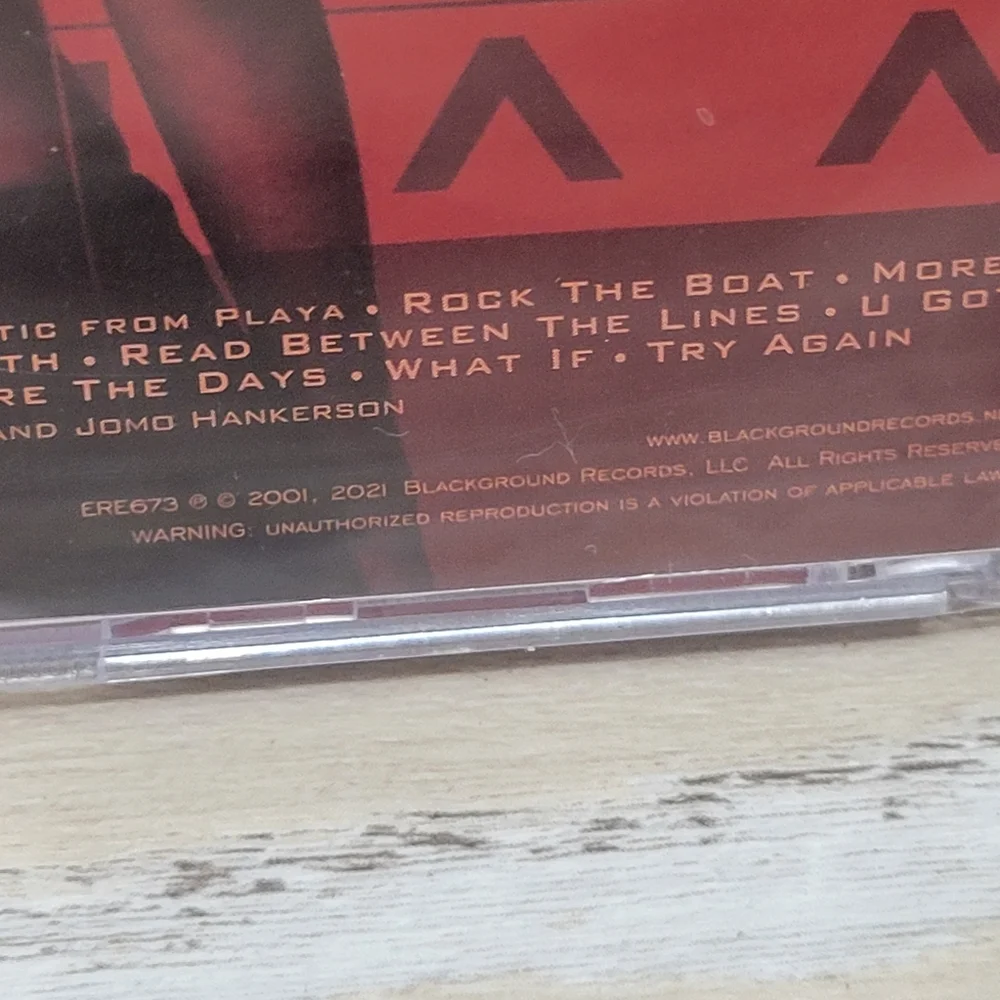 Λ Λ
TIC FROM PLAYA • ROCK THE BOAT • MORE
TH • READ BETWEEN THE LINES • U GOT
RE THE DAYS • WHAT IF • TRY AGAIN
AND JOMO HANKERSON
WWW.BLACKGROUNDRECORDS.N
ERE673 ℗ © 2001, 2021 BLACKGROUND RECORDS, LLC ALL RIGHTS RESERVE
WARNING: UNAUTHORIZED REPRODUCTION IS A VIOLATION OF APPLICABLE LAW